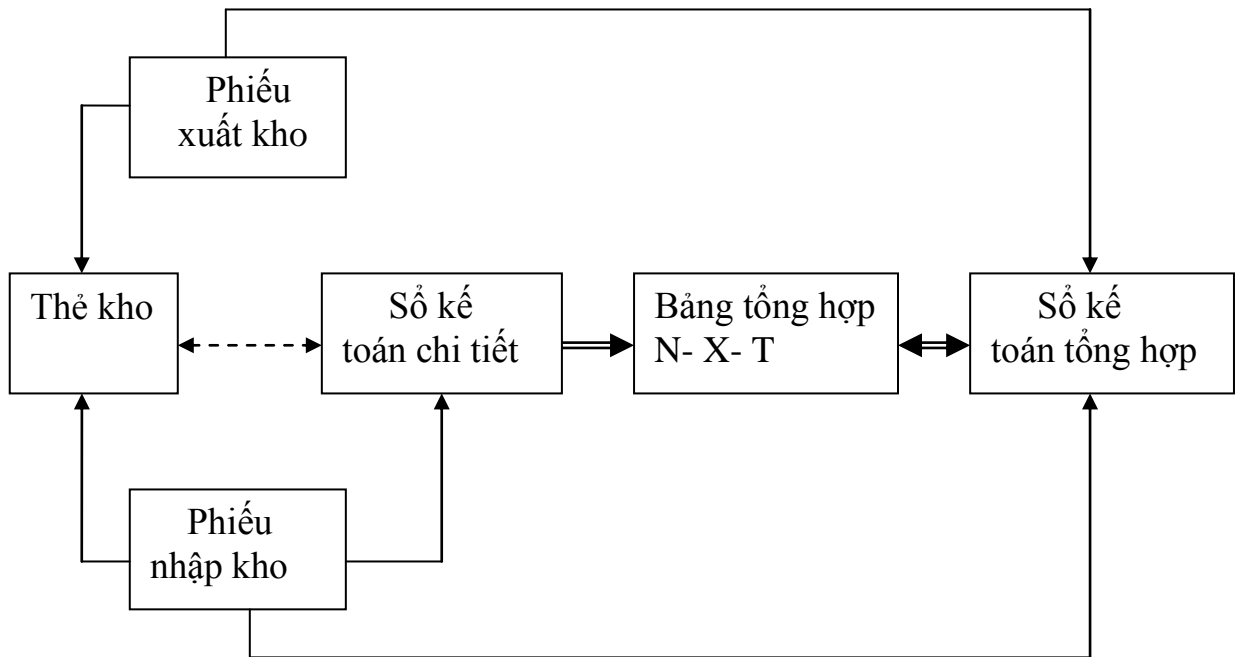 Phiếu
xuất kho
Thẻ kho
Sổ kế
toán chi tiết
Bảng tổng hợp
N- X- T
Sổ kế
toán tổng hợp
Phiếu
nhập kho